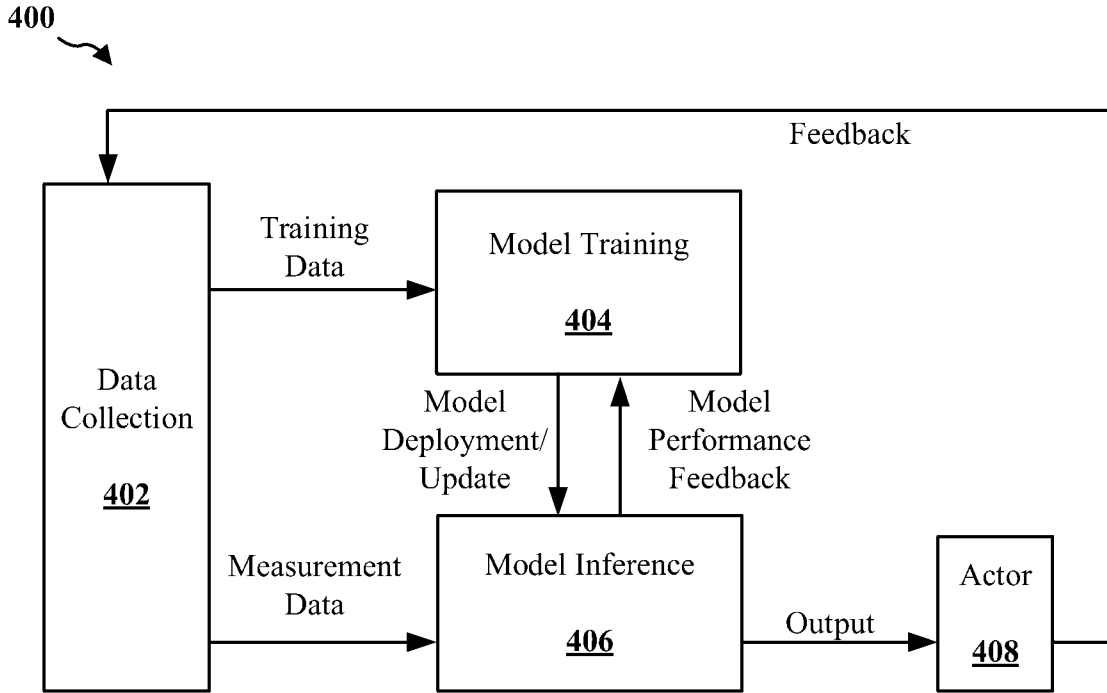 400
Feedback
Training
Data
Model Training
404
Data
Collection
402
Model
Deployment/
Update
Model
Performance
Feedback
Measurement
Data
Model Inference
406
Output
Actor
408